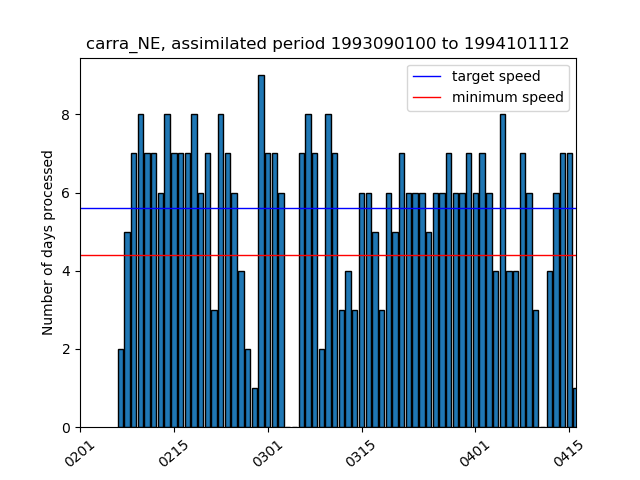 carra_NE, assimilated period 1993090100 to 1994101112
target speed
minimum speed
Number of days processed
8
6
4
2
0
0201
0215
0301
0315
0401
0415